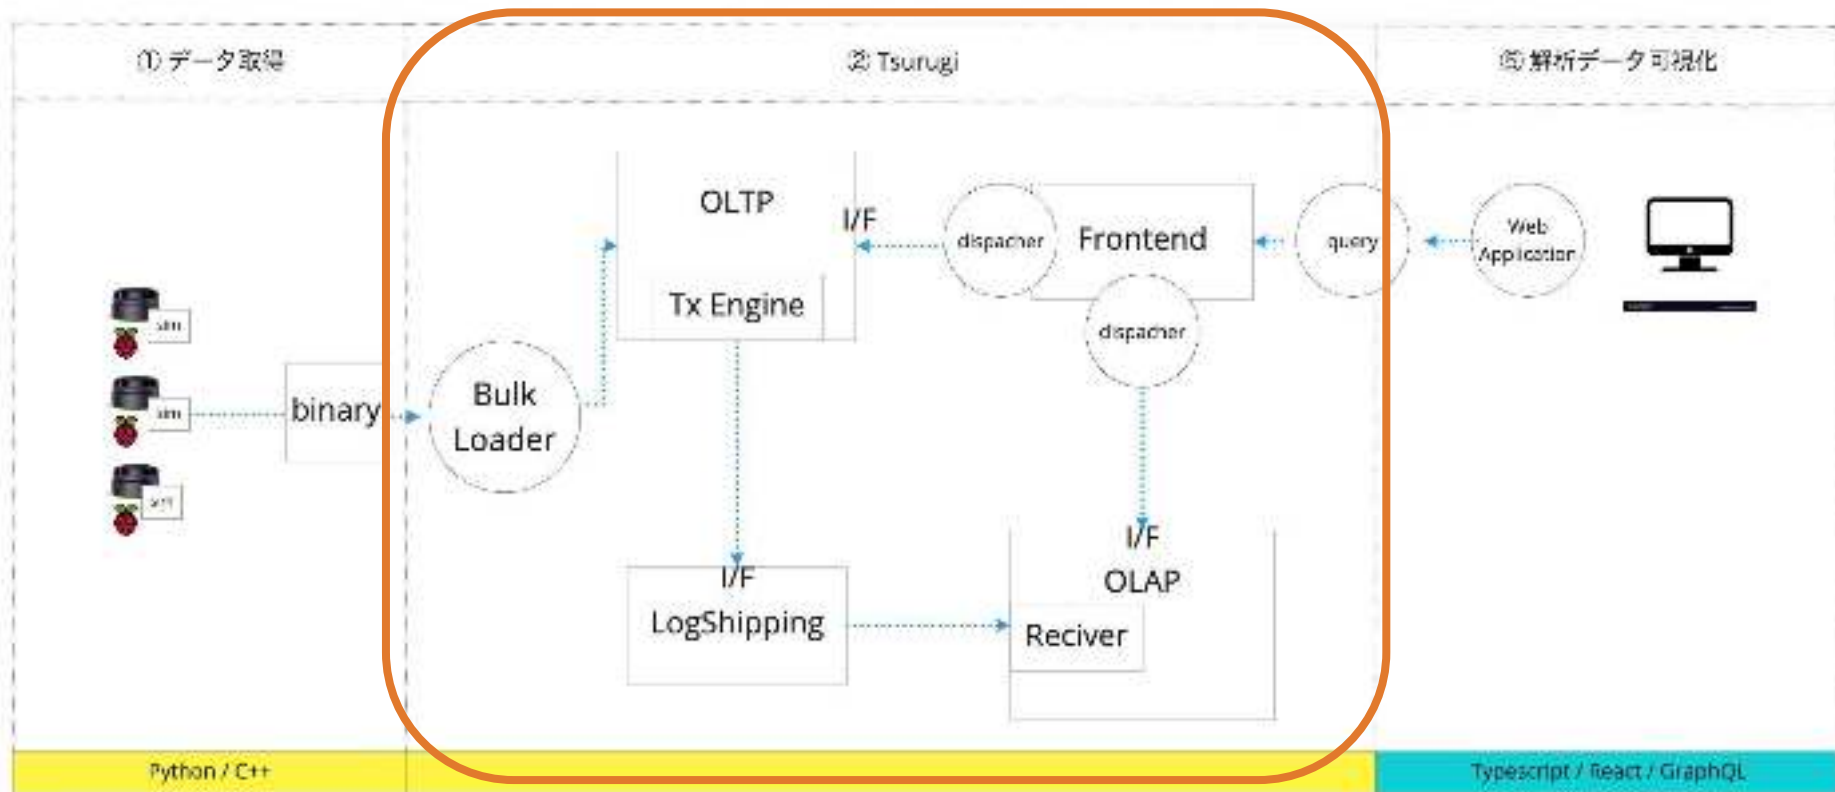 ① データ取得
② Tsurugi
解析データ可視化
OLTP
I/F
dispacher
Frontend
query
Web
Application
Tx Engine
dispacher
binary
Bulk
Loader
I/F
LogShipping
I/F
OLAP
Reciver
Python / C++
Typescript / React / GraphQL